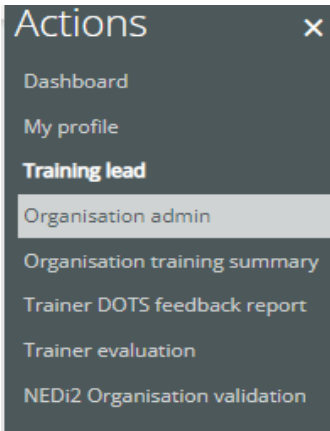 Actions ×
Dashboard
My profile
Training lead
Organisation admin
Organisation training summary
Trainer DOTS feedback report
Trainer evaluation
NEDi2 Organisation validation